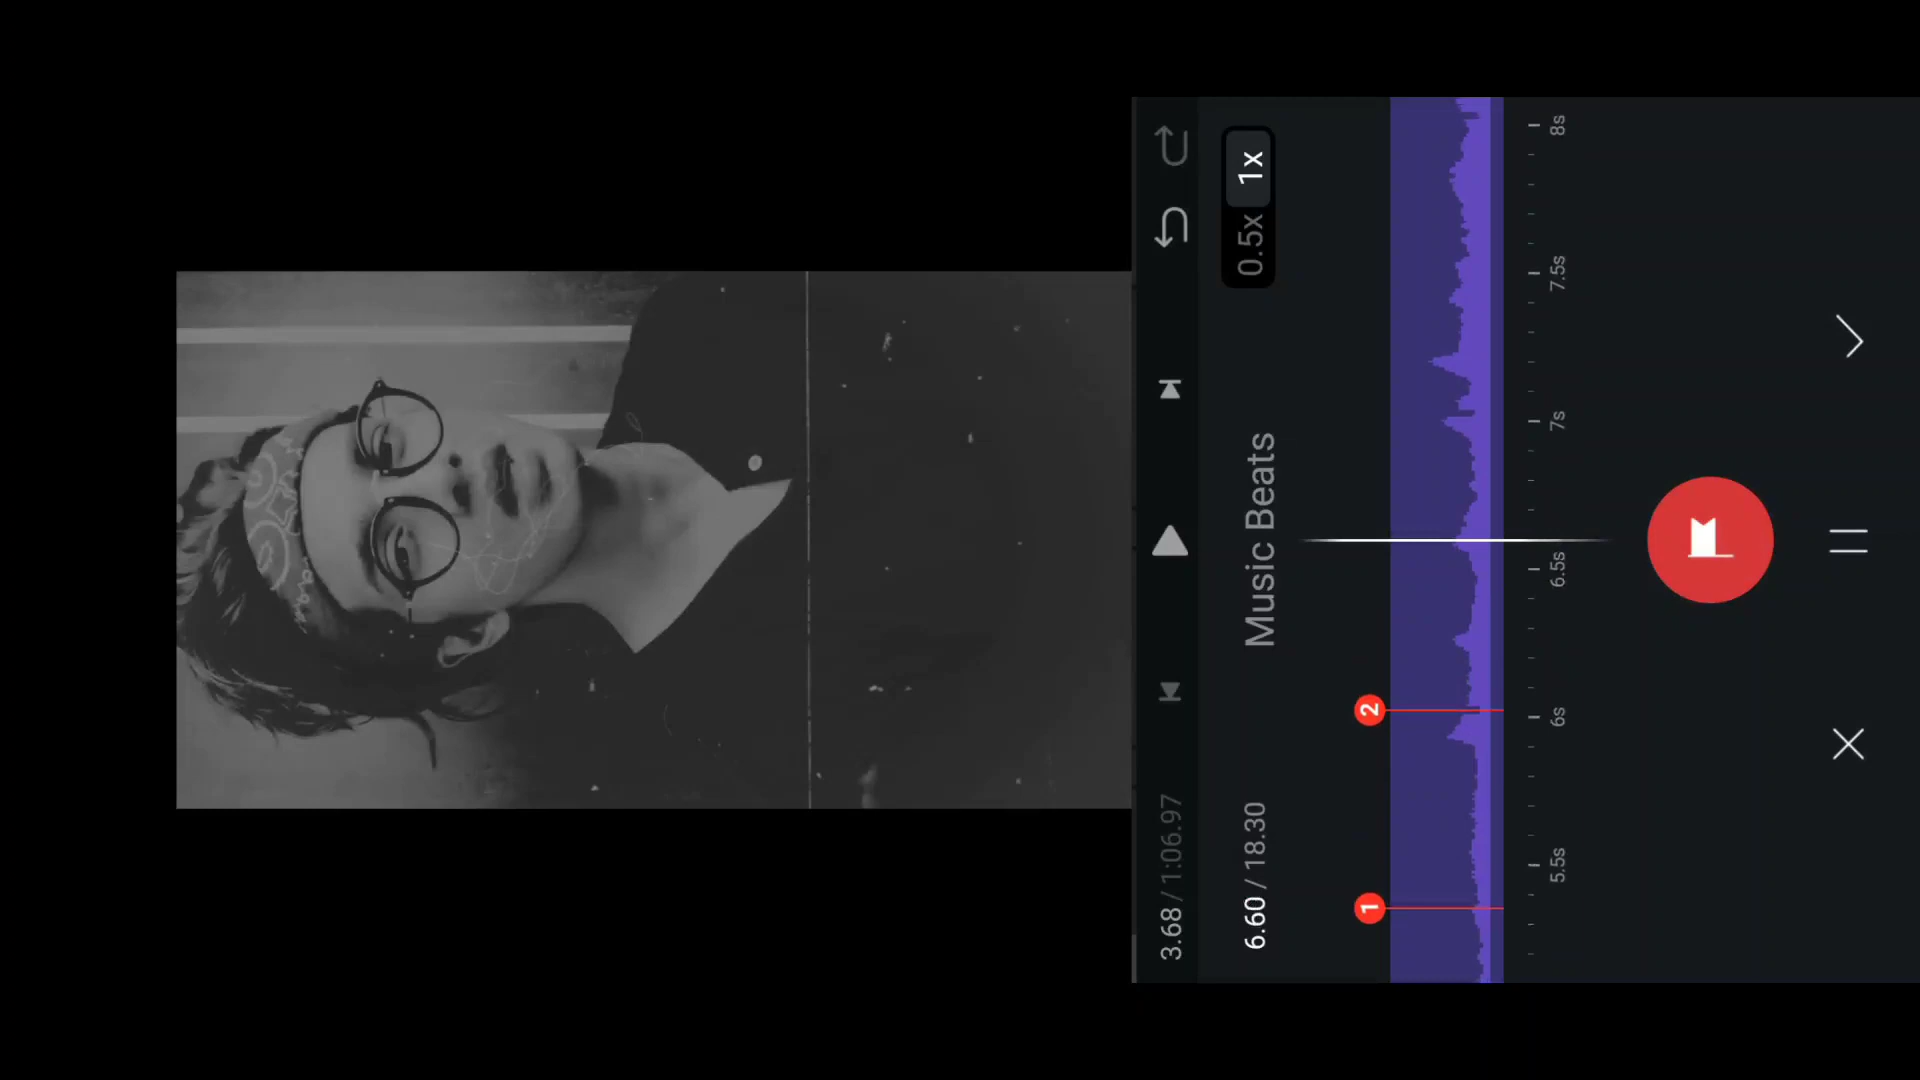 3.68 / 1:06.97
6.60 / 18.30
Music Beats
0.5x
1x
1
2
5.5s
6s
6.5s
7s
7.5s
8s